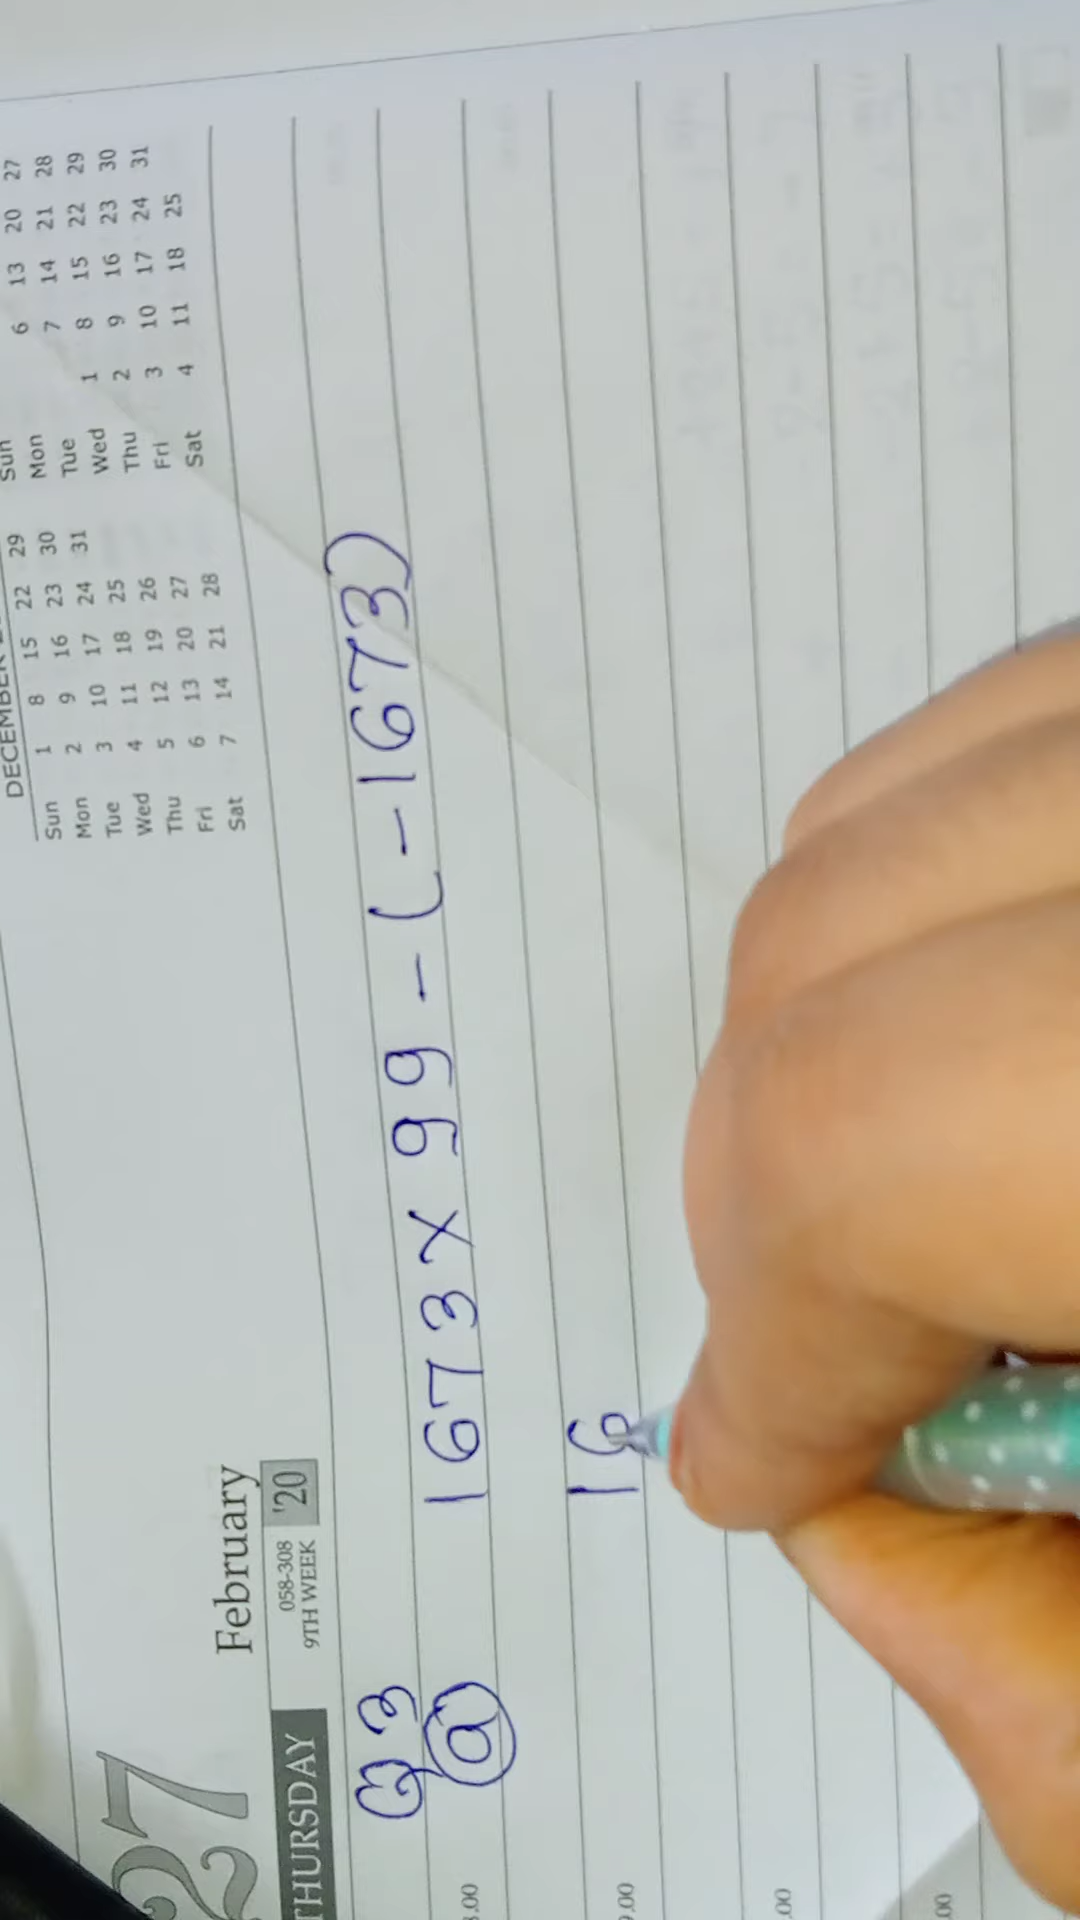 27
February
THURSDAY
058-308
9TH WEEK
'20
DECEMBER
Sun 1 8 15 22 29
Mon 2 9 16 23 30
Tue 3 10 17 24 31
Wed 4 11 18 25
Thu 5 12 19 26
Fri 6 13 20 27
Sat 7 14 21 28
Sun 6 13 20 27
Mon 7 14 21 28
Tue 1 8 15 22 29
Wed 2 9 16 23 30
Thu 3 10 17 24 31
Fri 4 11 18 25
Sat
Q3
(a) 1673 x 99 - (-1673)
16
.00
.00
.00
.00